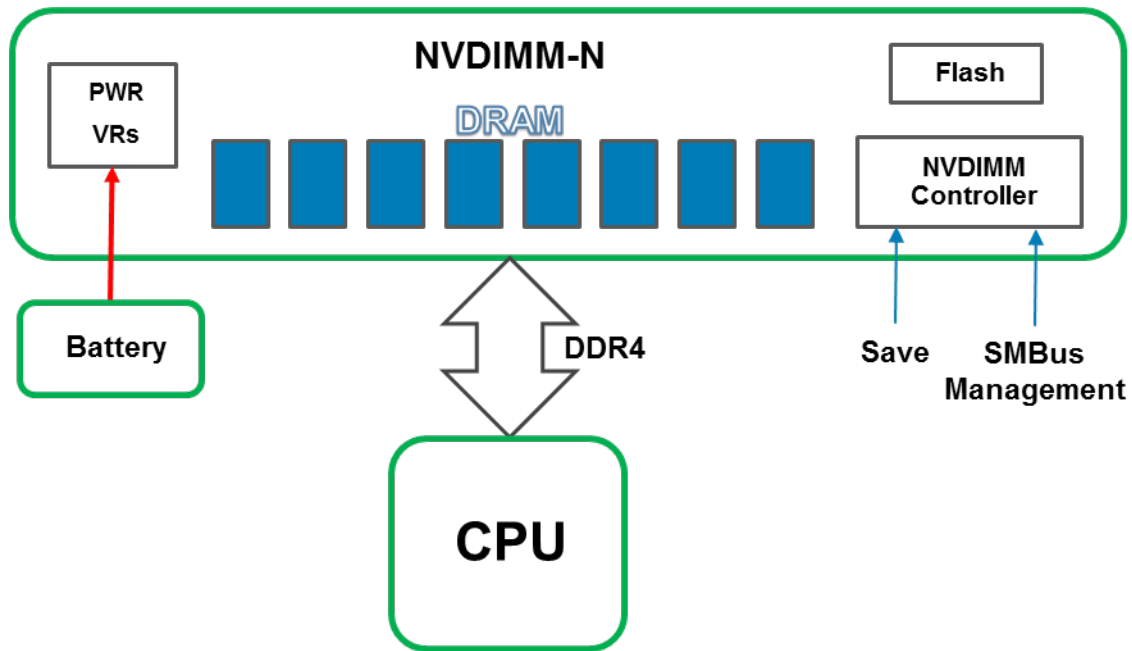 NVDIMM-N
PWR
VRs
DRAM
Flash
NVDIMM
Controller
Battery
DDR4
Save
SMBus
Management
CPU